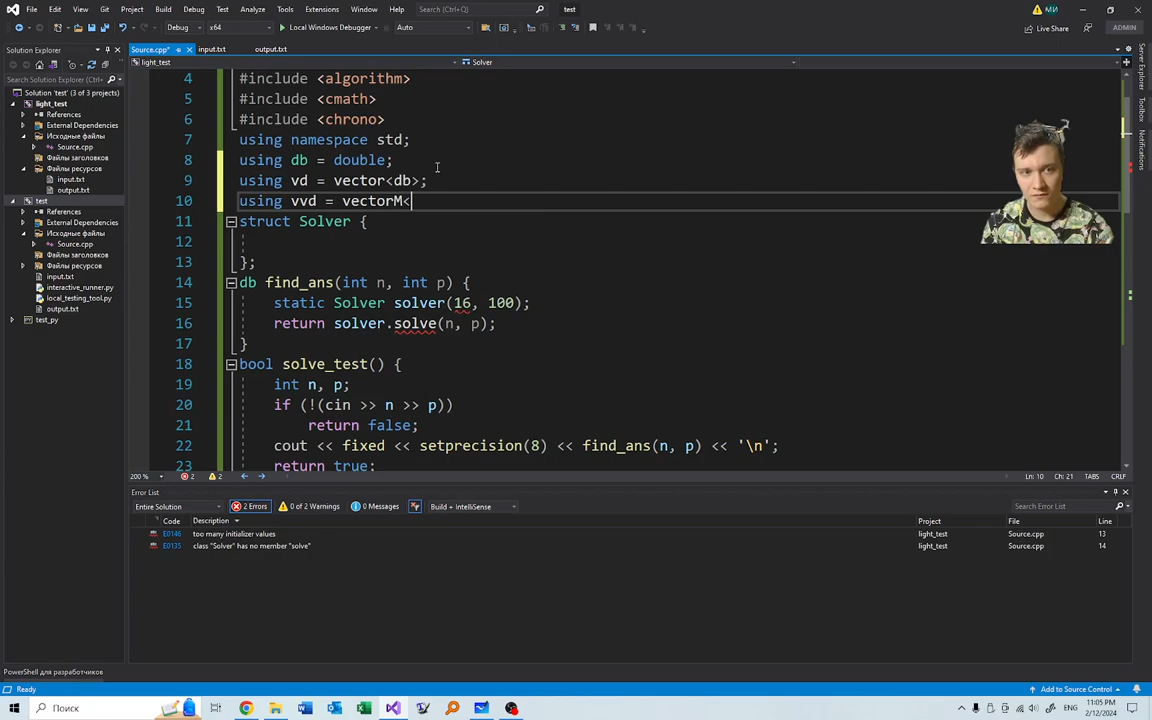 File Edit View Git Project Build Debug Test Analyze Tools Extensions Window Help Search (Ctrl+Q) test МИ
Debug x64 Local Windows Debugger Auto Live Share ADMIN
Solution Explorer
Search Solution Explorer (Ctrl+
Solution 'test' (3 of 3 projects)
light_test
References
External Dependencies
Исходные файлы
Source.cpp
Файлы заголовков
Файлы ресурсов
input.txt
output.txt
test
References
External Dependencies
Исходные файлы
Source.cpp
Файлы заголовков
Файлы ресурсов
input.txt
interactive_runner.py
local_testing_tool.py
output.txt
test_py
PowerShell для разработчиков
Source.cpp* input.txt output.txt
light_test Solver
4 #include <algorithm>
5 #include <cmath>
6 #include <chrono>
7 using namespace std;
8 using db = double;
9 using vd = vector<db>;
10 using vvd = vectorM<
11 struct Solver {
12
13 };
14 db find_ans(int n, int p) {
15 static Solver solver(16, 100);
16 return solver.solve(n, p);
17 }
18 bool solve_test() {
19 int n, p;
20 if (!(cin >> n >> p))
21 return false;
22 cout << fixed << setprecision(8) << find_ans(n, p) << '\n';
23 return true;
200 % 2 2 Ln: 10 Ch: 21 TABS CRLF
Error List
Entire Solution 2 Errors 0 of 2 Warnings 0 Messages Build + IntelliSense Search Error List
Code Description Project File Line
E0146 too many initializer values light_test Source.cpp 13
E0135 class "Solver" has no member "solve" light_test Source.cpp 14
Server Explorer
Toolbox
Notifications
Ready Add to Source Control
Поиск ENG 11:05 PM
2/12/2024